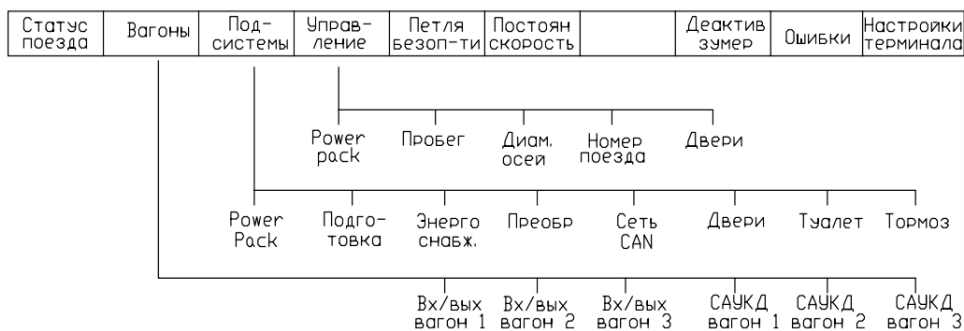 Статус поезда
Вагоны
Под-системы
Управ-ление
Петля безоп-ти
Постоян скорость
Деактив зумер
Ошибки
Настройки терминала
Power pack
Пробег
Диам. осей
Номер поезда
Двери
Power Pack
Подго-товка
Энерго снабж.
Преобр
Сеть CAN
Двери
Туалет
Тормоз
Вх/вых вагон 1
Вх/вых вагон 2
Вх/вых вагон 3
САУКД вагон 1
САУКД вагон 2
САУКД вагон 3